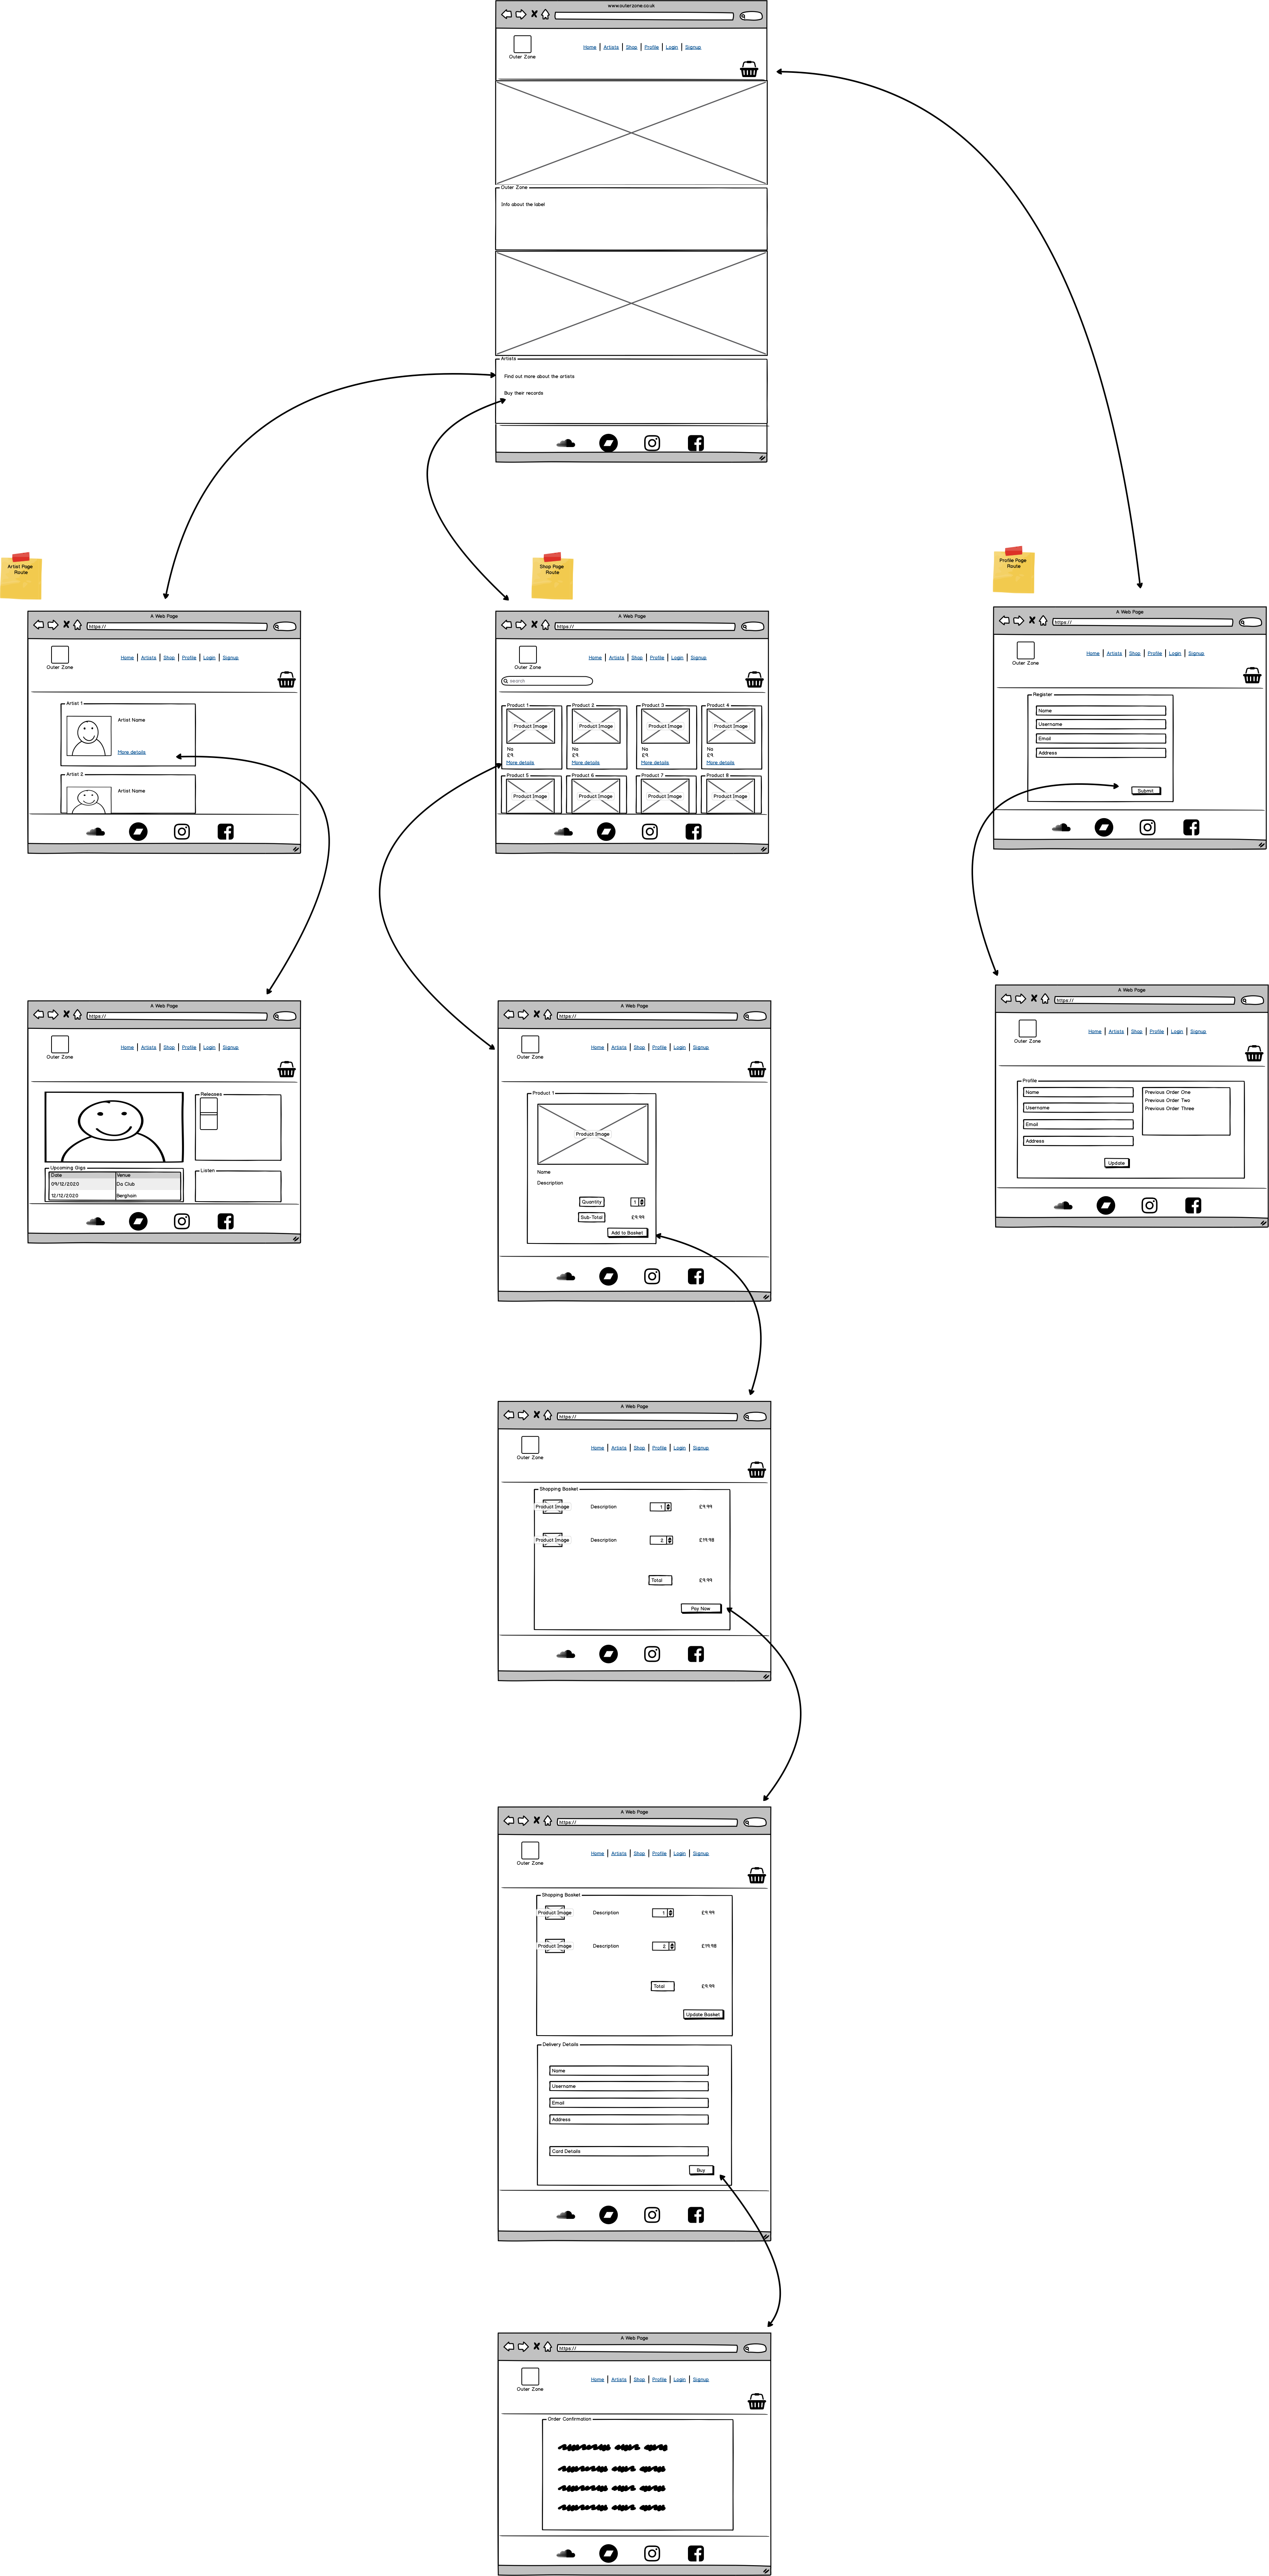 www.outerzone.co.uk
Outer Zone
Home Artists Shop Profile Login Signup
Outer Zone
Info about the label
Artists
Find out more about the artists
Buy their records
Artist Page
Route
Shop Page
Route
Profile Page
Route
A Web Page
https://
Outer Zone
Home Artists Shop Profile Login Signup
Artist 1
Artist Name
More details
Artist 2
Artist Name
A Web Page
https://
Outer Zone
Home Artists Shop Profile Login Signup
search
Product 1 Product 2 Product 3 Product 4
Product Image Product Image Product Image Product Image
Na Na Na Na
£9. £9. £9. £9.
More details More details More details More details
Product 5 Product 6 Product 7 Product 8
Product Image Product Image Product Image Product Image
A Web Page
https://
Outer Zone
Home Artists Shop Profile Login Signup
Register
Name
Username
Email
Address
Submit
A Web Page
https://
Outer Zone
Home Artists Shop Profile Login Signup
Releases
Upcoming Gigs
Date Venue
09/12/2020 Da Club
12/12/2020 Berghain
Listen
A Web Page
https://
Outer Zone
Home Artists Shop Profile Login Signup
Product 1
Product Image
Name
Description
Quantity 1
Sub-Total £9.99
Add to Basket
A Web Page
https://
Outer Zone
Home Artists Shop Profile Login Signup
Profile
Name
Username
Email
Address
Previous Order One
Previous Order Two
Previous Order Three
Update
A Web Page
https://
Outer Zone
Home Artists Shop Profile Login Signup
Shopping Basket
Product Image Description 1 £9.99
Product Image Description 2 £19.98
Total £9.99
Pay Now
A Web Page
https://
Outer Zone
Home Artists Shop Profile Login Signup
Shopping Basket
Product Image Description 1 £9.99
Product Image Description 2 £19.98
Total £9.99
Update Basket
Delivery Details
Name
Username
Email
Address
Card Details
Buy
A Web Page
https://
Outer Zone
Home Artists Shop Profile Login Signup
Order Confirmation